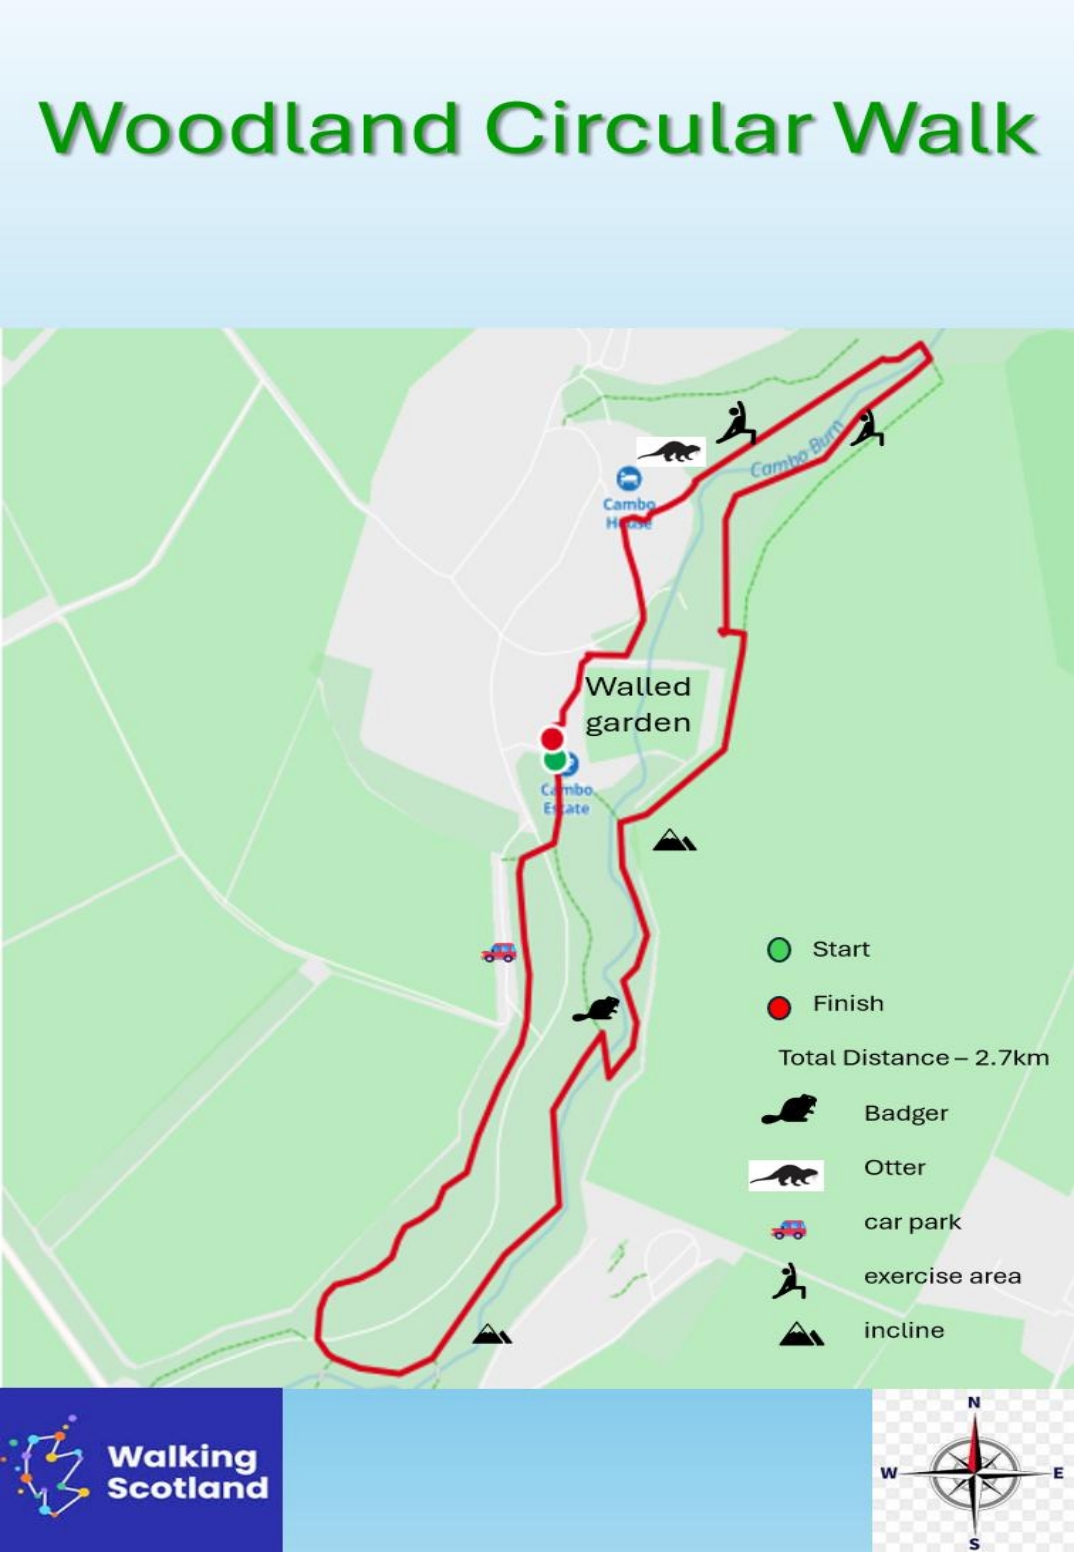 Woodland Circular Walk
Cambo Burn
Cambo
House
Walled
garden
Cambo
Estate
Start
Finish
Total Distance – 2.7km
Badger
Otter
car park
exercise area
incline
Walking
Scotland
N
W
E
S